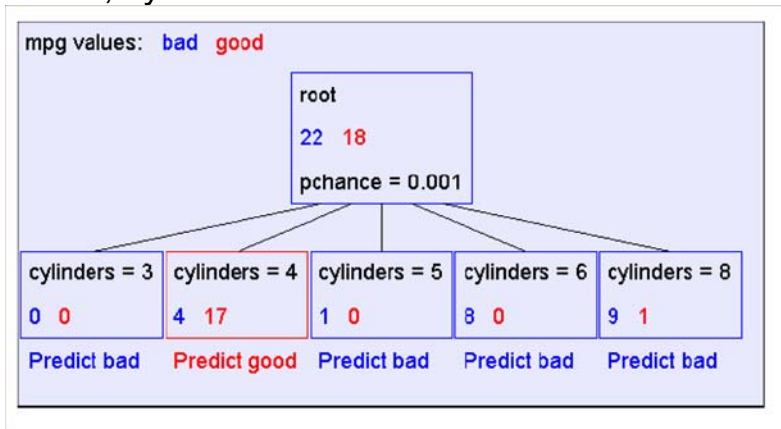 mpg values: bad good
root
22 18
pchance = 0.001
cylinders = 3 cylinders = 4 cylinders = 5 cylinders = 6 cylinders = 8
0 0 4 17 1 0 8 0 9 1
Predict bad Predict good Predict bad Predict bad Predict bad